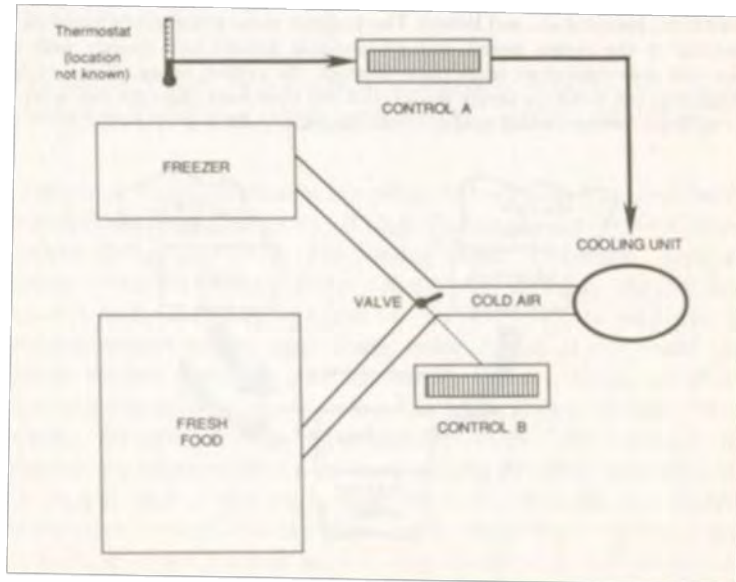 Thermostat
(location
not known)
CONTROL A
FREEZER
COOLING UNIT
VALVE
COLD AIR
CONTROL B
FRESH
FOOD